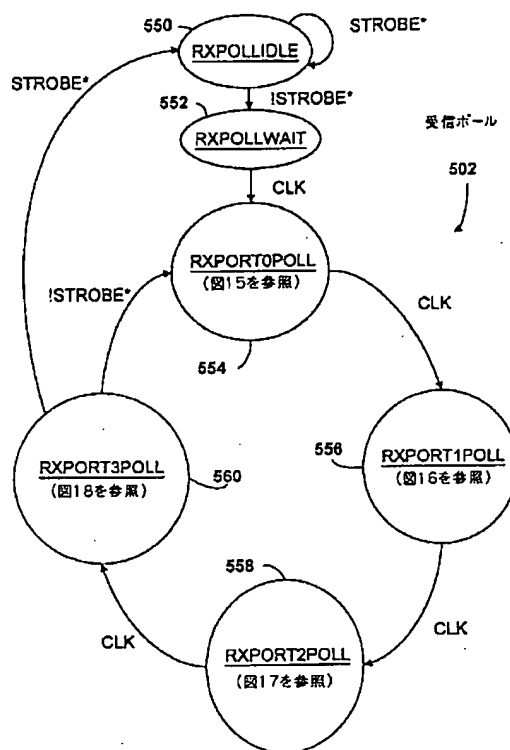 550
STROBE*
RXPOLLIDLE
STROBE*
!STROBE*
552
RXPOLLWAIT
受信ポール
502
CLK
RXPORT0POLL
(図15を参照)
!STROBE*
CLK
554
RXPORT3POLL
(図18を参照)
560
556
RXPORT1POLL
(図16を参照)
558
CLK
CLK
RXPORT2POLL
(図17を参照)